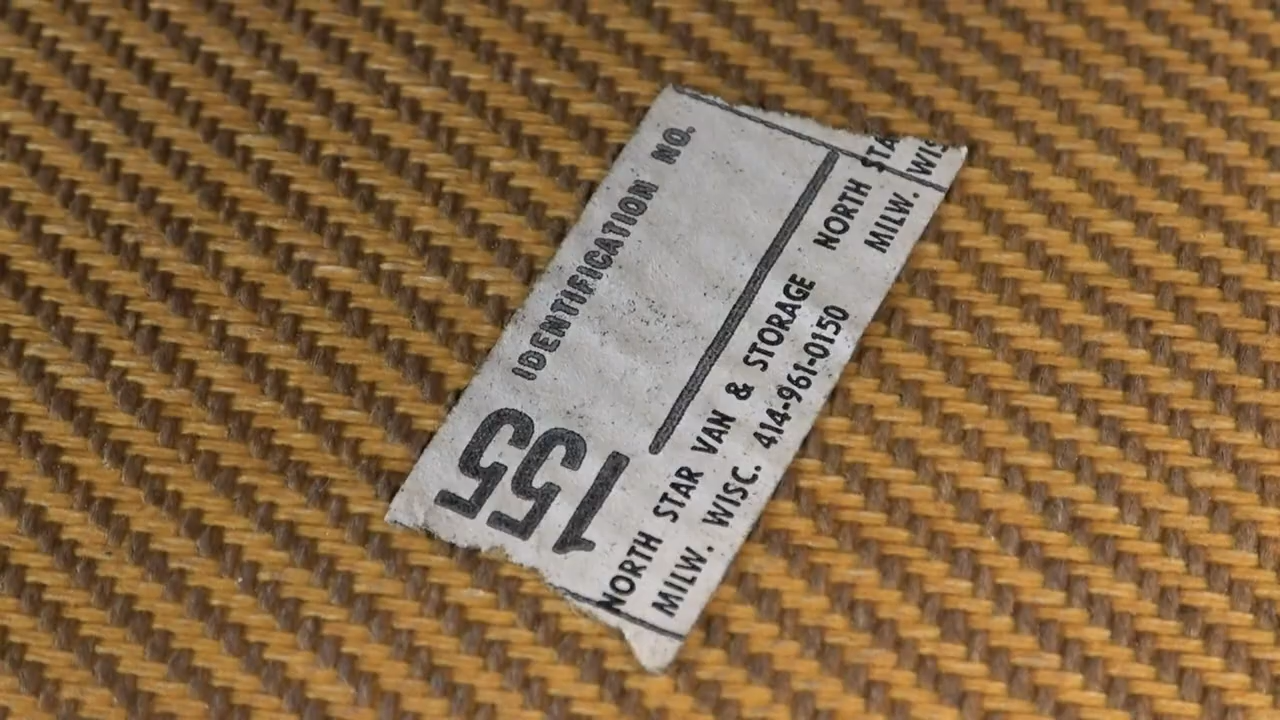 IDENTIFICATION NO.
155
NORTH STAR VAN & STORAGE NORTH STA
MILW. WISC. 414-961-0150 MILW. WIS